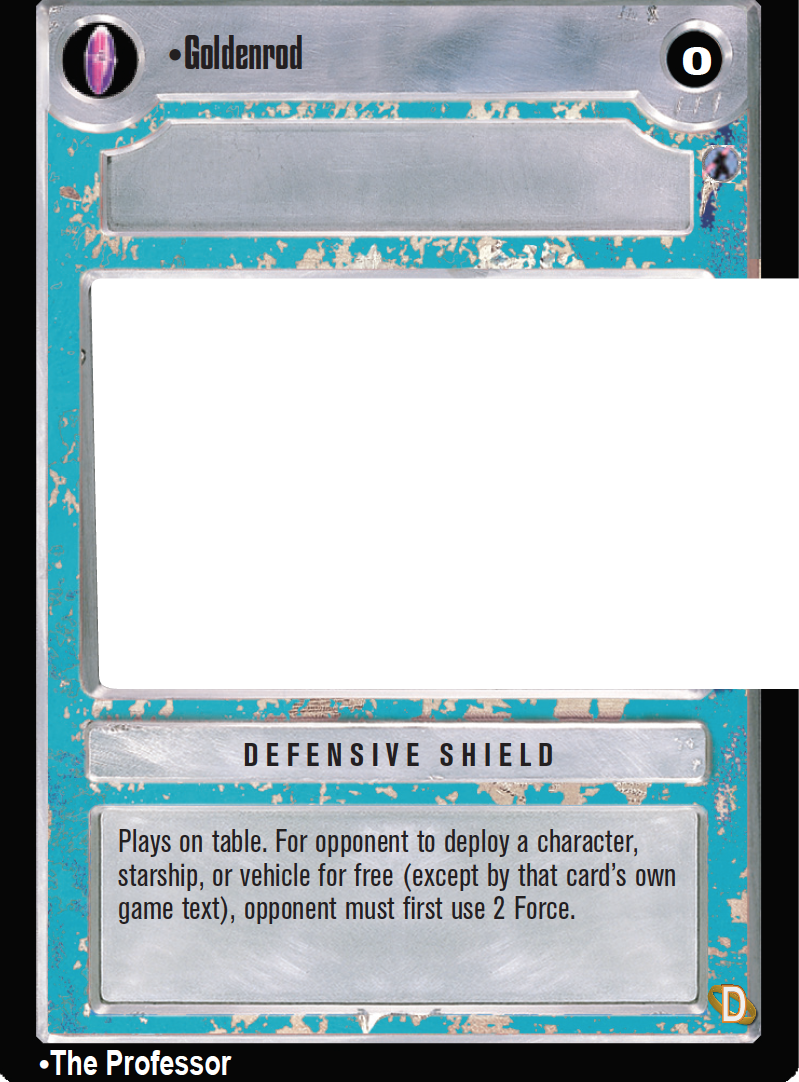 •Goldenrod
0
DEFENSIVE SHIELD
Plays on table. For opponent to deploy a character,
starship, or vehicle for free (except by that card's own
game text), opponent must first use 2 Force.
D
•The Professor